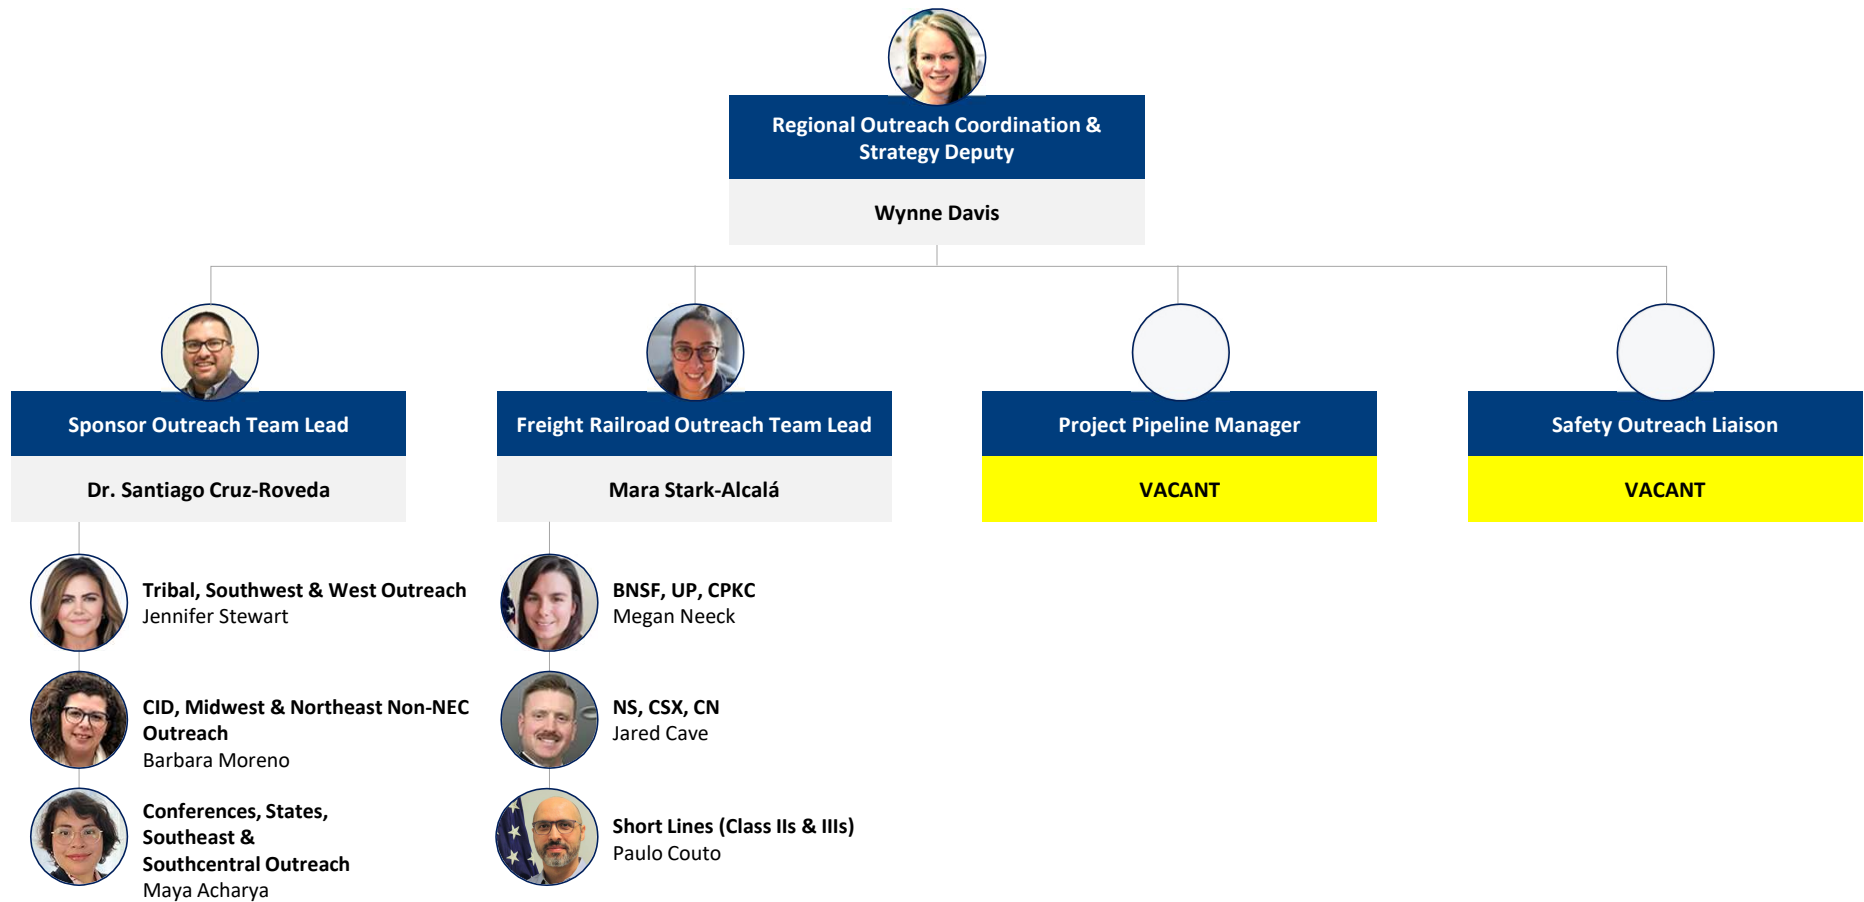 Regional Outreach Coordination &
Strategy Deputy
Wynne Davis
Sponsor Outreach Team Lead
Dr. Santiago Cruz-Roveda
Tribal, Southwest & West Outreach
Jennifer Stewart
CID, Midwest & Northeast Non-NEC
Outreach
Barbara Moreno
Conferences, States,
Southeast &
Southcentral Outreach
Maya Acharya
Freight Railroad Outreach Team Lead
Mara Stark-Alcalá
BNSF, UP, CPKC
Megan Neeck
NS, CSX, CN
Jared Cave
Short Lines (Class IIs & IIIs)
Paulo Couto
Project Pipeline Manager
VACANT
Safety Outreach Liaison
VACANT